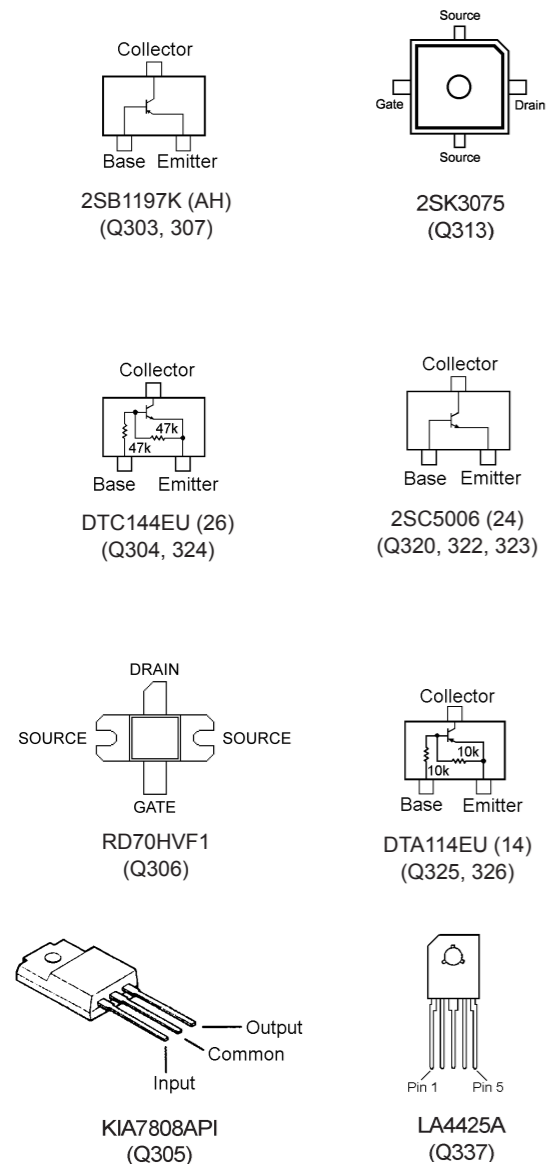 Collector
Base Emitter
2SB1197K (AH)
(Q303, 307)
Source
Gate
Drain
Source
2SK3075
(Q313)
Collector
47k
47k
Base Emitter
DTC144EU (26)
(Q304, 324)
Collector
Base Emitter
2SC5006 (24)
(Q320, 322, 323)
DRAIN
SOURCE
SOURCE
GATE
RD70HVF1
(Q306)
Collector
10k
10k
Base Emitter
DTA114EU (14)
(Q325, 326)
Output
Common
Input
KIA7808API
(Q305)
Pin 1 Pin 5
LA4425A
(Q337)